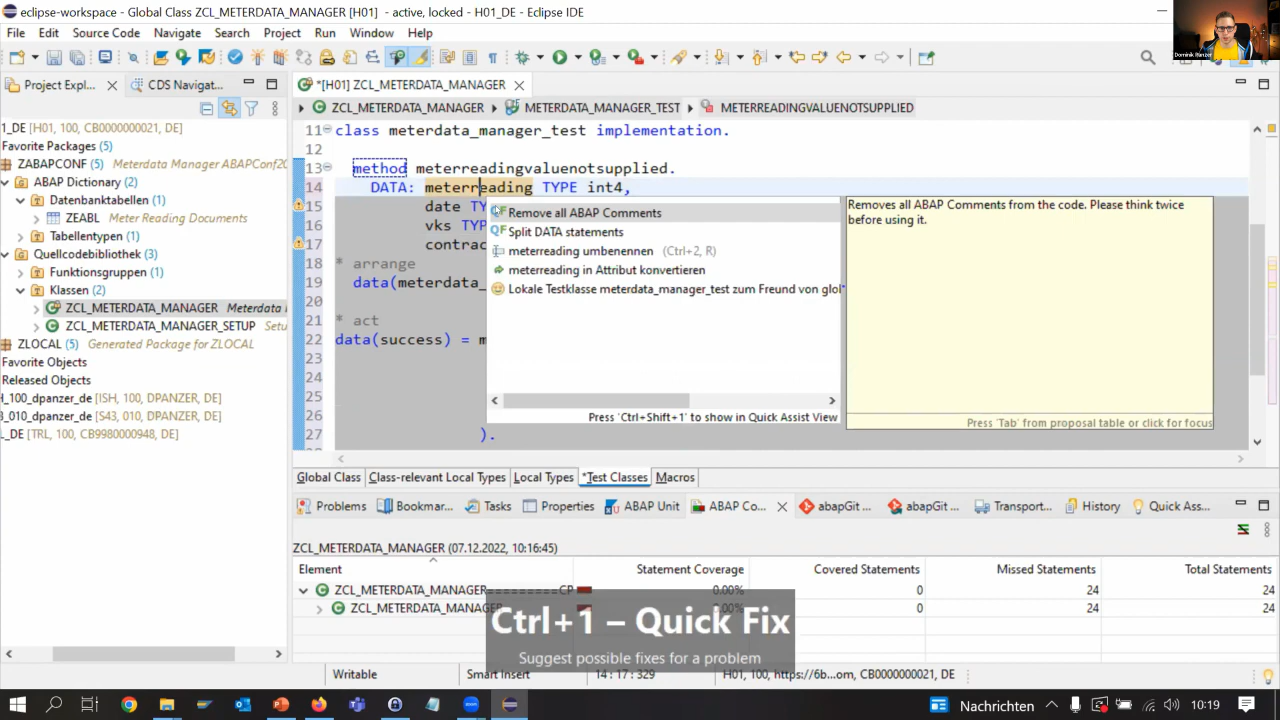 eclipse-workspace - Global Class ZCL_METERDATA_MANAGER [H01] - active, locked - H01_DE - Eclipse IDE
File Edit Source Code Navigate Search Project Run Window Help
Dominik Panzer
Project Expl... CDS Navigat...
*[H01] ZCL_METERDATA_MANAGER
ZCL_METERDATA_MANAGER METERDATA_MANAGER_TEST METERREADINGVALUENOTSUPPLIED
1_DE [H01, 100, CB0000000021, DE]
Favorite Packages (5)
ZABAPCONF (5) Meterdata Manager ABAPConf20
ABAP Dictionary (2)
Datenbanktabellen (1)
ZEABL Meter Reading Documents
Tabellentypen (1)
Quellcodebibliothek (3)
Funktionsgruppen (1)
Klassen (2)
ZCL_METERDATA_MANAGER Meterdata
ZCL_METERDATA_MANAGER_SETUP Setu
ZLOCAL (5) Generated Package for ZLOCAL
Favorite Objects
Released Objects
H_100_dpanzer_de [ISH, 100, DPANZER, DE]
3_010_dpanzer_de [S43, 010, DPANZER, DE]
_DE [TRL, 100, CB9980000948, DE]
11 class meterdata_manager_test implementation.
12
13 method meterreadingvaluenotsupplied.
14 DATA: meterreading TYPE int4,
15 date TY
16 vks TYP
17 contrac
18 * arrange
19 data(meterdata_
20
21 * act
22 data(success) = m
23
24
25
26
27 ).
Remove all ABAP Comments
Split DATA statements
meterreading umbenennen (Ctrl+2, R)
meterreading in Attribut konvertieren
Lokale Testklasse meterdata_manager_test zum Freund von glol
Press 'Ctrl+Shift+1' to show in Quick Assist View
Removes all ABAP Comments from the code. Please think twice
before using it.
Press 'Tab' from proposal table or click for focus
Global Class Class-relevant Local Types Local Types *Test Classes Macros
Problems Bookmar... Tasks Properties ABAP Unit ABAP Co... abapGit ... abapGit ... Transport... History Quick Ass...
ZCL_METERDATA_MANAGER (07.12.2022, 10:16:45)
Element Statement Coverage Covered Statements Missed Statements Total Statements
ZCL_METERDATA_MANAGER=========CP 0.00% 0 24 24
ZCL_METERDATA_MANAGER 0.00% 0 24 24
Ctrl+1 – Quick Fix
Suggest possible fixes for a problem
Writable Smart Insert 14 : 17 : 329 H01, 100, https://6b...om, CB0000000021, DE
Nachrichten 10:19